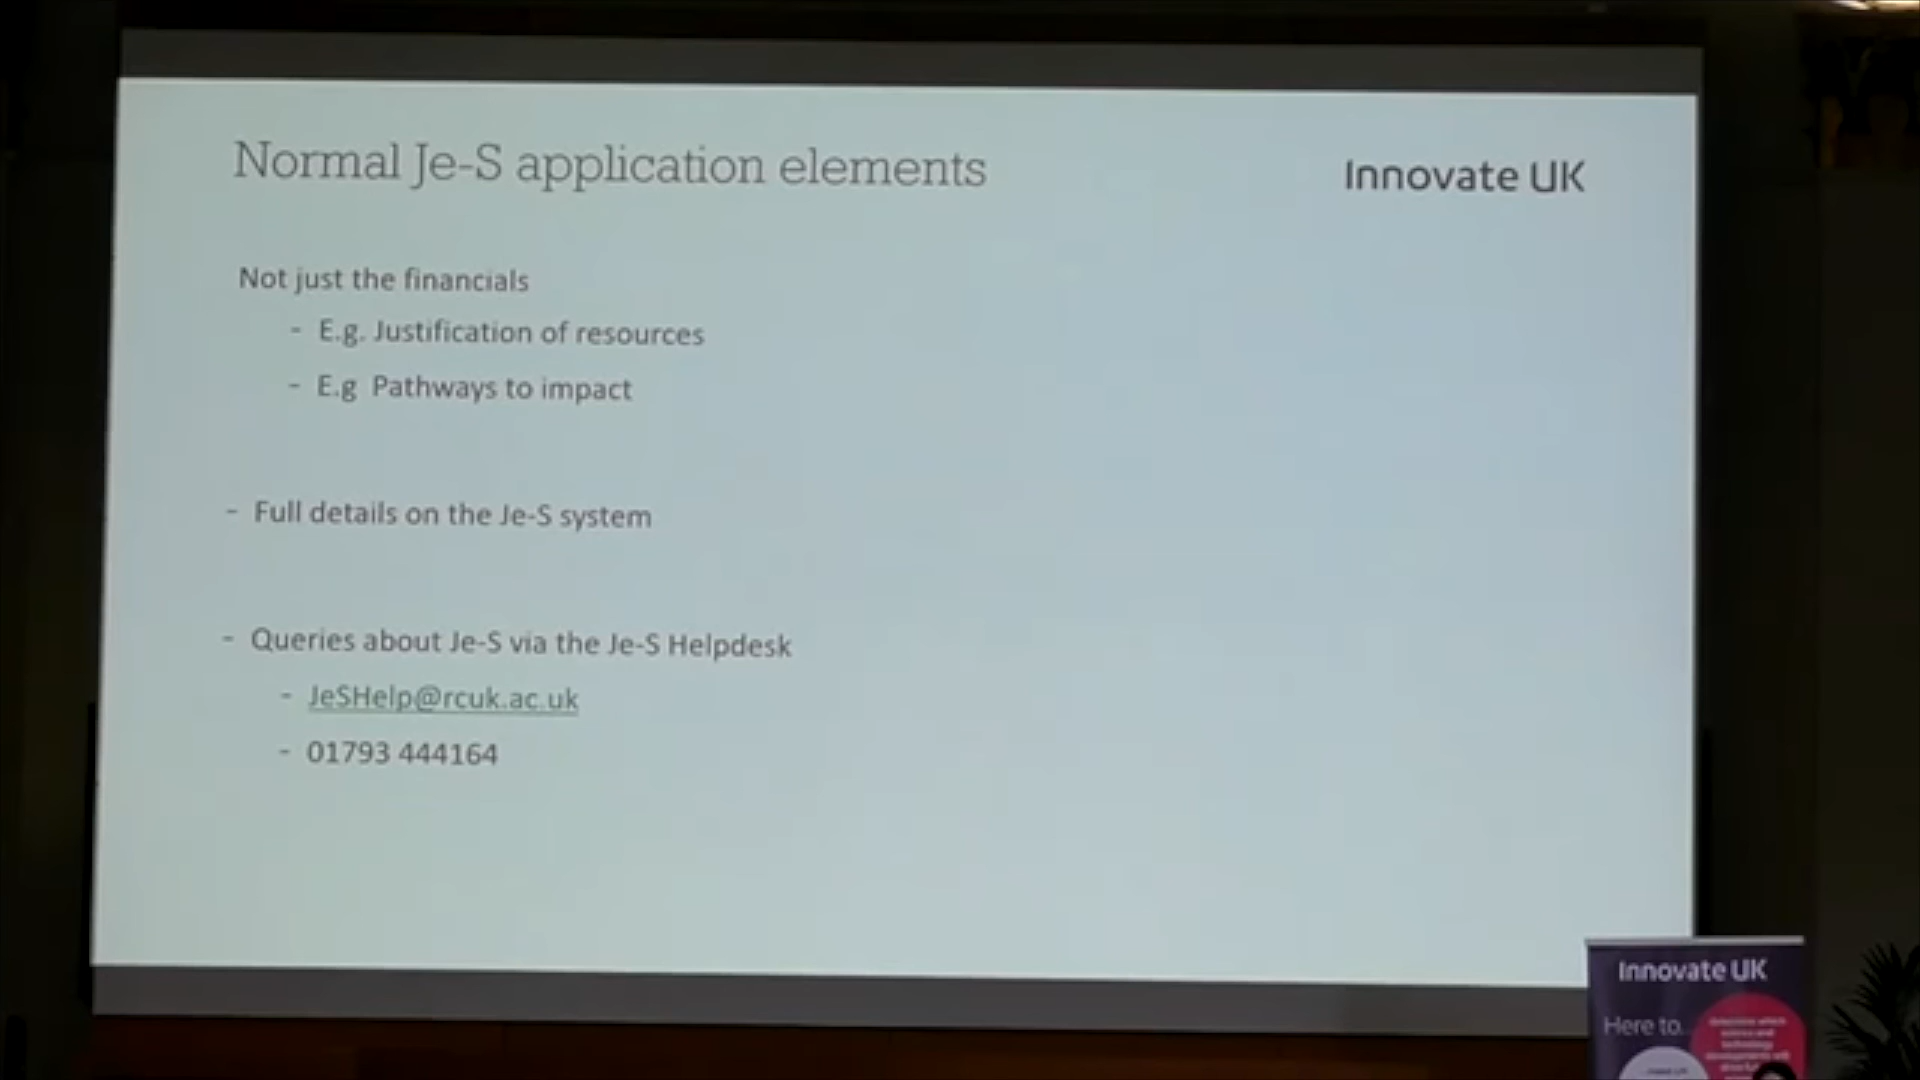 Normal Je-S application elements
Innovate UK
Not just the financials
- E.g. Justification of resources
- E.g Pathways to impact
- Full details on the Je-S system
- Queries about Je-S via the Je-S Helpdesk
- JeSHelp@rcuk.ac.uk
- 01793 444164
Innovate UK
Here to